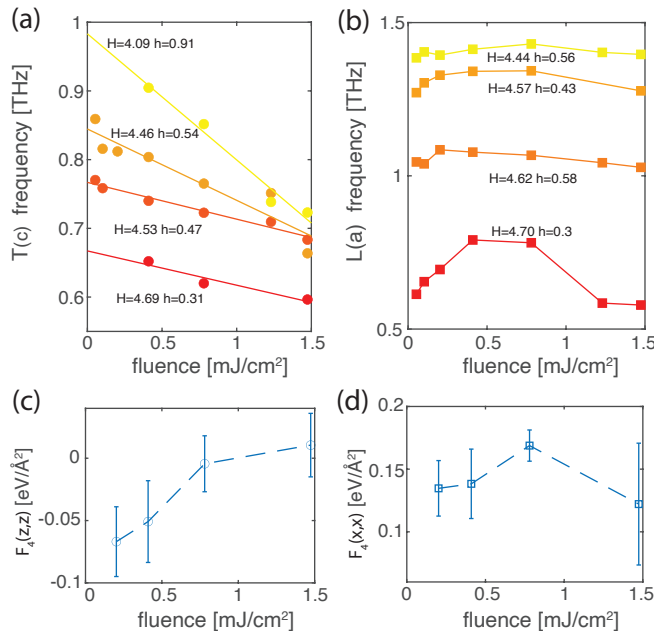 (a)
T(c) frequency [THz]
1
0.9
0.8
0.7
0.6
H=4.09 h=0.91
H=4.46 h=0.54
H=4.53 h=0.47
H=4.69 h=0.31
0 0.5 1 1.5
fluence [mJ/cm²]
(b)
L(a) frequency [THz]
1.5
1
0.5
H=4.44 h=0.56
H=4.57 h=0.43
H=4.62 h=0.58
H=4.70 h=0.3
0 0.5 1 1.5
fluence [mJ/cm²]
(c)
F₄(z,z) [eV/Å²]
0
-0.05
-0.1
0 0.5 1 1.5
fluence [mJ/cm²]
(d)
F₄(x,x) [eV/Å²]
0.2
0.15
0.1
0 0.5 1 1.5
fluence [mJ/cm²]